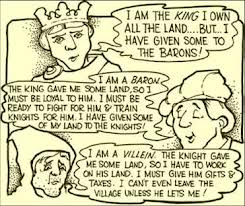 I AM THE KING I OWN
ALL THE LAND....BUT...I
HAVE GIVEN SOME TO
THE BARONS!
I AM A BARON.
THE KING GAVE ME SOME LAND, SO I
MUST BE LOYAL TO HIM. I MUST BE
READY TO FIGHT FOR HIM & TRAIN
KNIGHTS FOR HIM. I HAVE GIVEN SOME
OF MY LAND TO THE KNIGHTS!
I AM A VILLEIN. THE KNIGHT GAVE
ME SOME LAND, SO I HAVE TO WORK
ON HIS LAND. I MUST GIVE HIM GIFTS &
TAXES. I CAN'T EVEN LEAVE THE
VILLAGE UNLESS HE LETS ME!